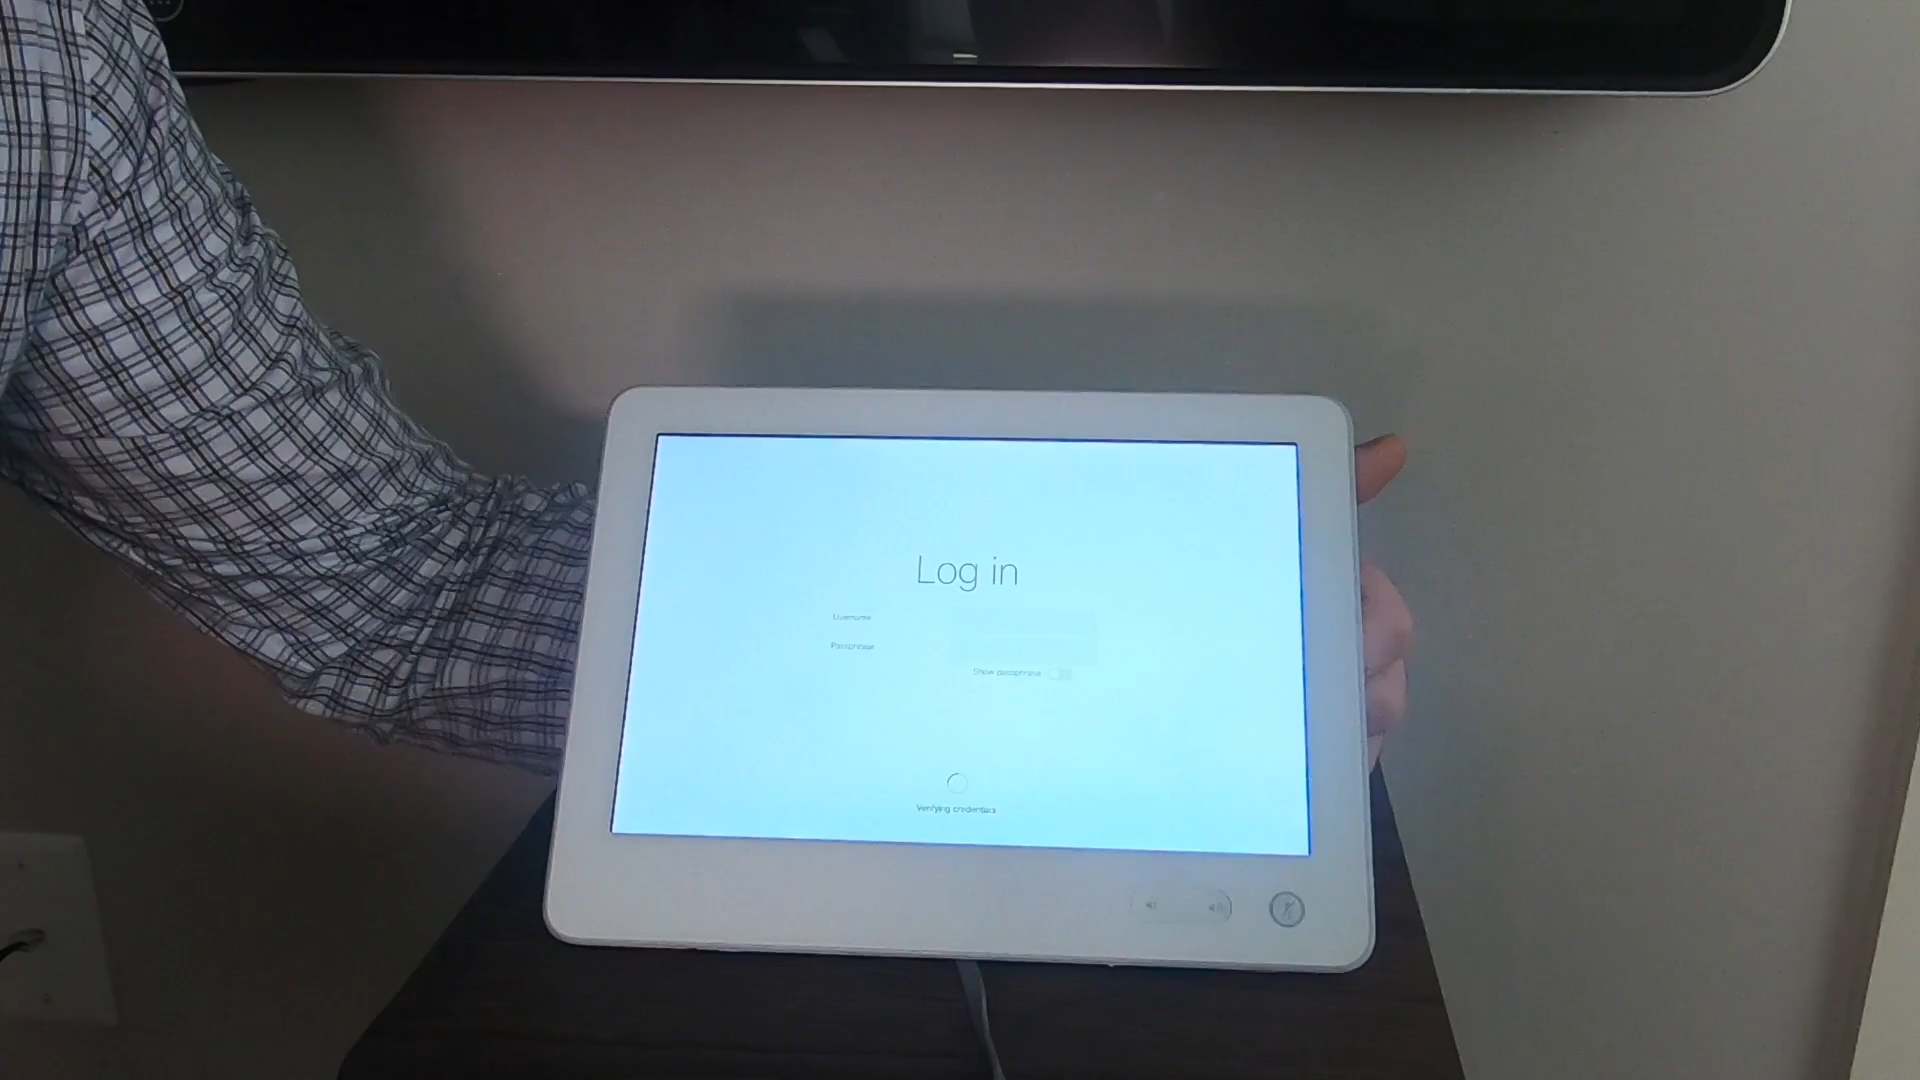 Log in
Username
Passphrase
Show passphrase
Verifying credentials